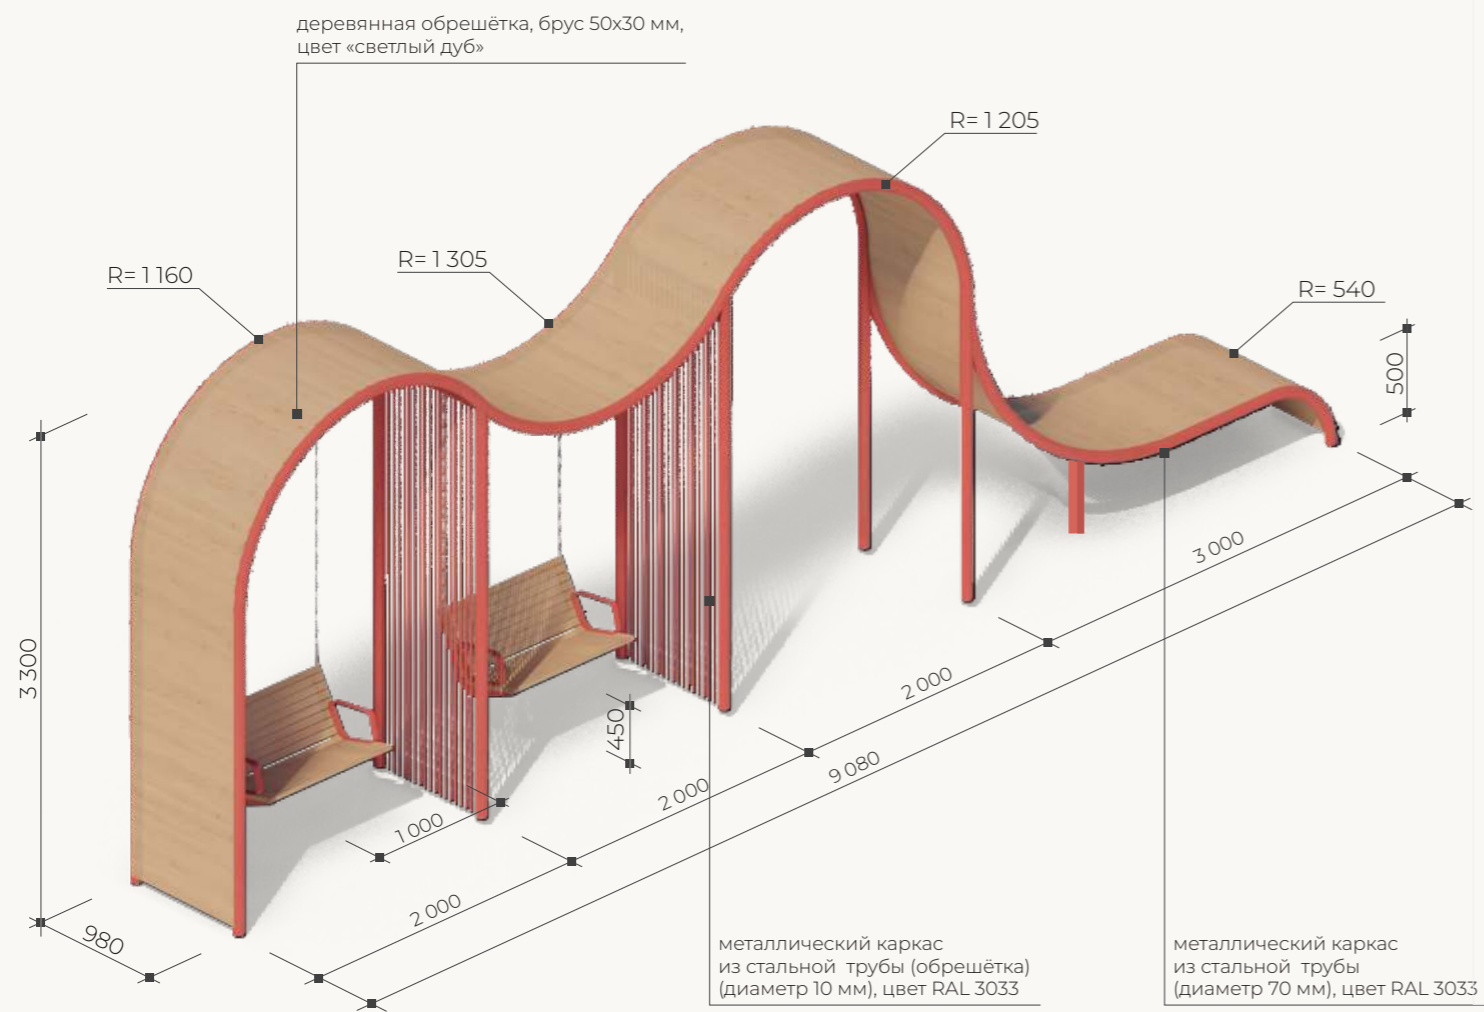 деревянная обрешётка, брус 50х30 мм,
цвет «светлый дуб»
R= 1 205
R= 1 305
R= 1 160
R= 540
500
3 300
3 000
2 000
450
9 080
2 000
1 000
2 000
980
металлический каркас
из стальной трубы (обрешётка)
(диаметр 10 мм), цвет RAL 3033
металлический каркас
из стальной трубы
(диаметр 70 мм), цвет RAL 3033